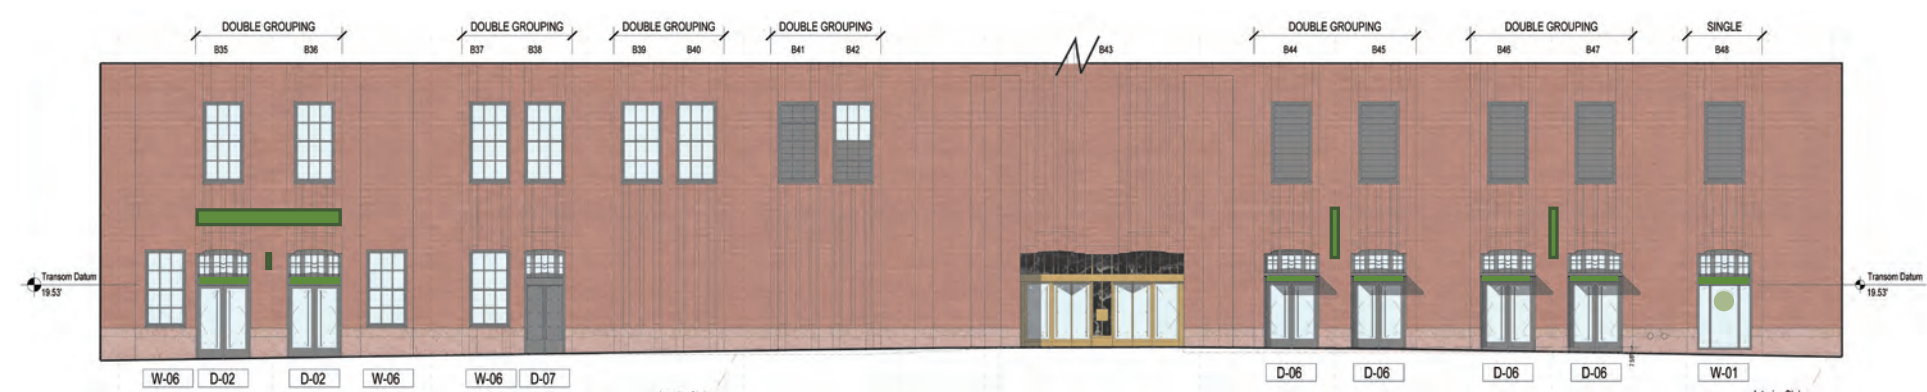 DOUBLE GROUPING DOUBLE GROUPING DOUBLE GROUPING DOUBLE GROUPING DOUBLE GROUPING DOUBLE GROUPING SINGLE
B35 B36 B37 B38 B39 B40 B41 B42 B43 B44 B45 B46 B47 B48
Transom Datum Transom Datum
19.53' 19.53'
W-06 D-02 D-02 W-06 W-06 D-07 D-06 D-06 D-06 D-06 W-01